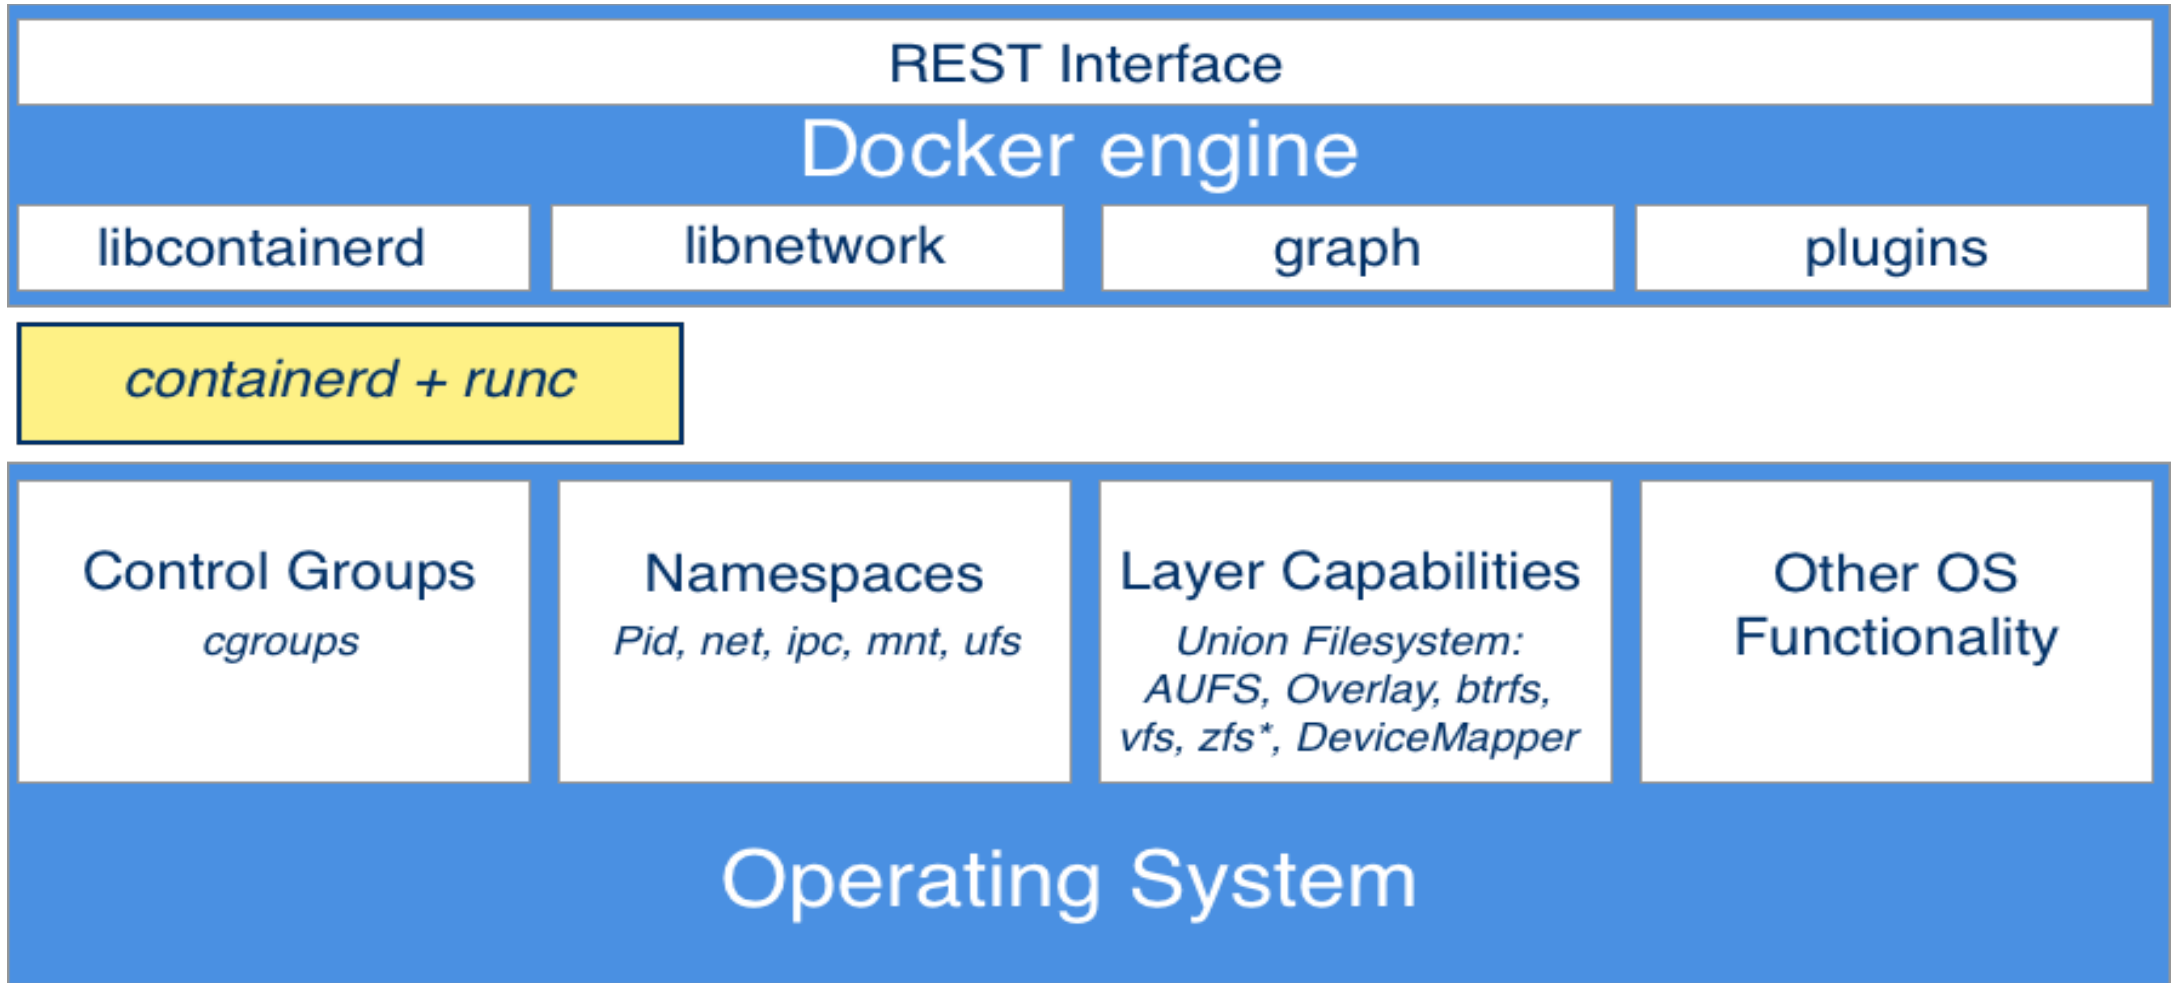 REST Interface
Docker engine
libcontainerd
libnetwork
graph
plugins
containerd + runc
Control Groups
cgroups
Namespaces
Pid, net, ipc, mnt, ufs
Layer Capabilities
Union Filesystem:
AUFS, Overlay, btrfs,
vfs, zfs*, DeviceMapper
Other OS
Functionality
Operating System